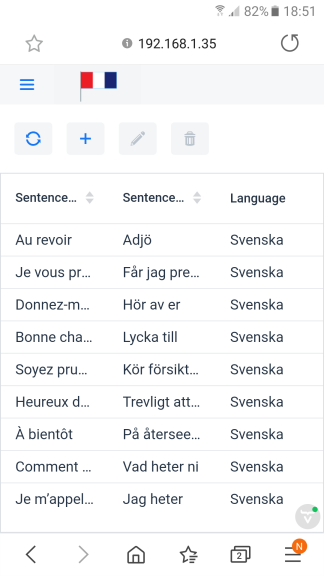 82% 18:51
192.168.1.35
Sentence... Sentence... Language
Au revoir Adjö Svenska
Je vous pr... Får jag pre... Svenska
Donnez-m... Hör av er Svenska
Bonne cha... Lycka till Svenska
Soyez pru... Kör försikt... Svenska
Heureux d... Trevligt att... Svenska
À bientôt På återsee... Svenska
Comment ... Vad heter ni Svenska
Je m’appel... Jag heter Svenska
2 N